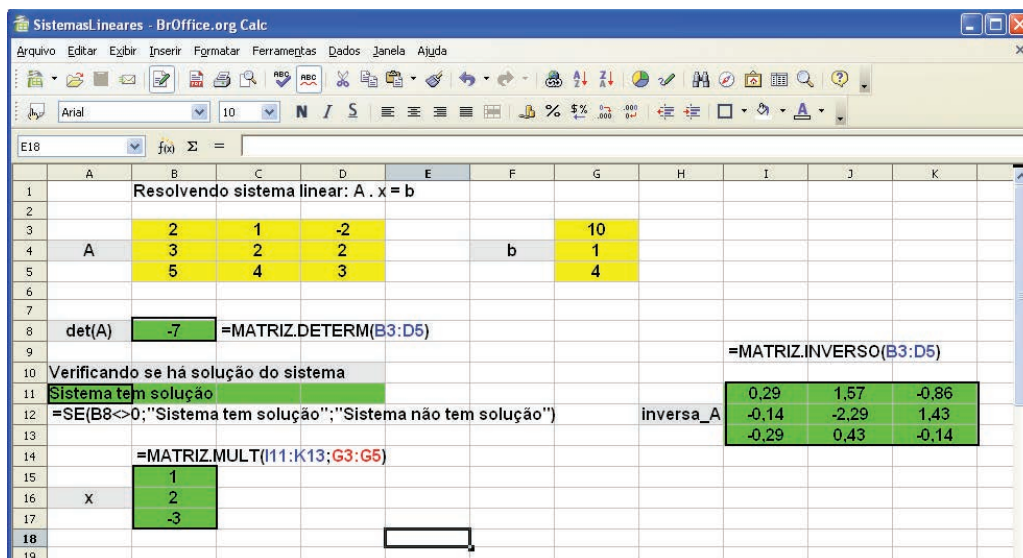 SistemasLineares - BrOffice.org Calc
Arquivo Editar Exibir Inserir Formatar Ferramentas Dados Janela Ajuda
Arial 10 N I S
E18 f(x) Σ =
A B C D E F G H I J K
1 Resolvendo sistema linear: A . x = b
2
3 2 1 -2 10
4 A 3 2 2 b 1
5 5 4 3 4
6
7
8 det(A) -7 =MATRIZ.DETERM(B3:D5)
9 =MATRIZ.INVERSO(B3:D5)
10 Verificando se há solução do sistema
11 Sistema tem solução 0,29 1,57 -0,86
12 =SE(B8<>0;"Sistema tem solução";"Sistema não tem solução") inversa_A -0,14 -2,29 1,43
13 -0,29 0,43 -0,14
14 =MATRIZ.MULT(I11:K13;G3:G5)
15 1
16 x 2
17 -3
18
19